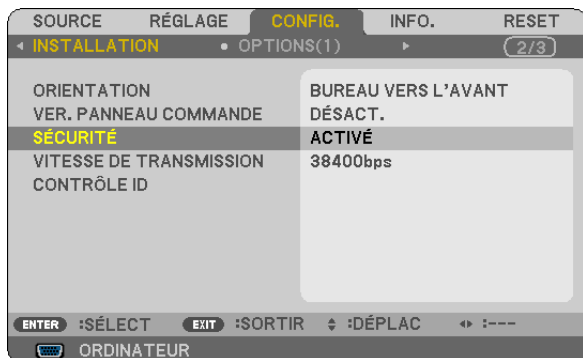 SOURCE RÉGLAGE CONFIG. INFO. RESET
INSTALLATION • OPTIONS(1) 2/3
ORIENTATION BUREAU VERS L'AVANT
VER. PANNEAU COMMANDE DÉSACT.
SÉCURITÉ ACTIVÉ
VITESSE DE TRANSMISSION 38400bps
CONTRÔLE ID
ENTER :SÉLECT EXIT :SORTIR :DÉPLAC :---
ORDINATEUR